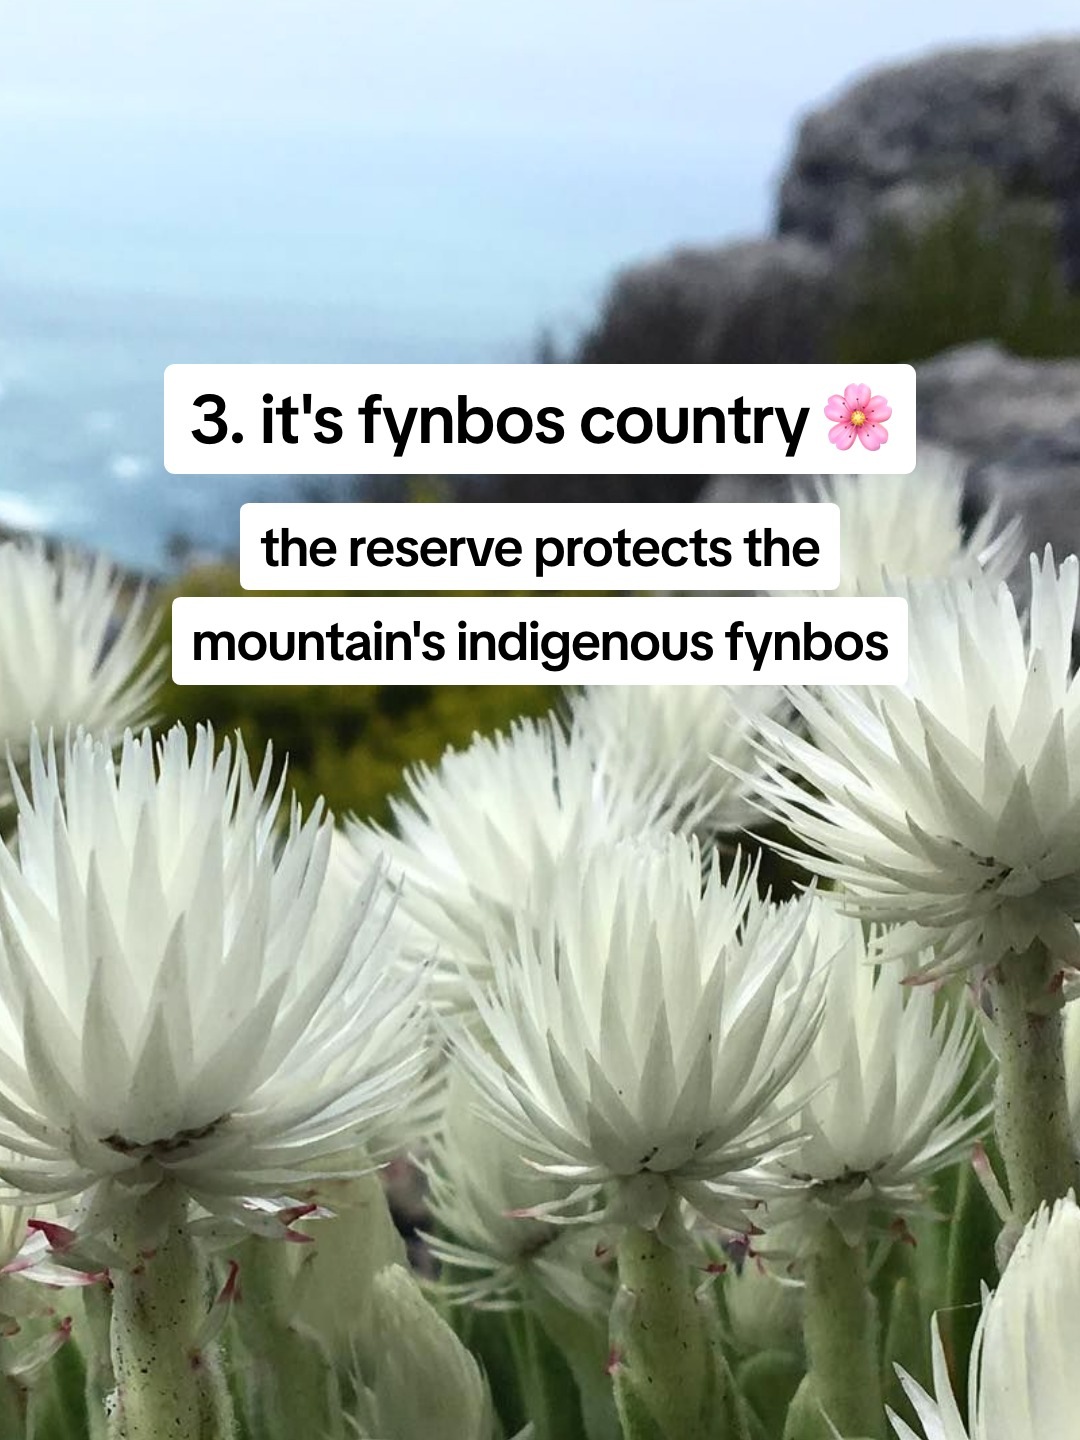 3. it's fynbos country 🌸
the reserve protects the
mountain's indigenous fynbos